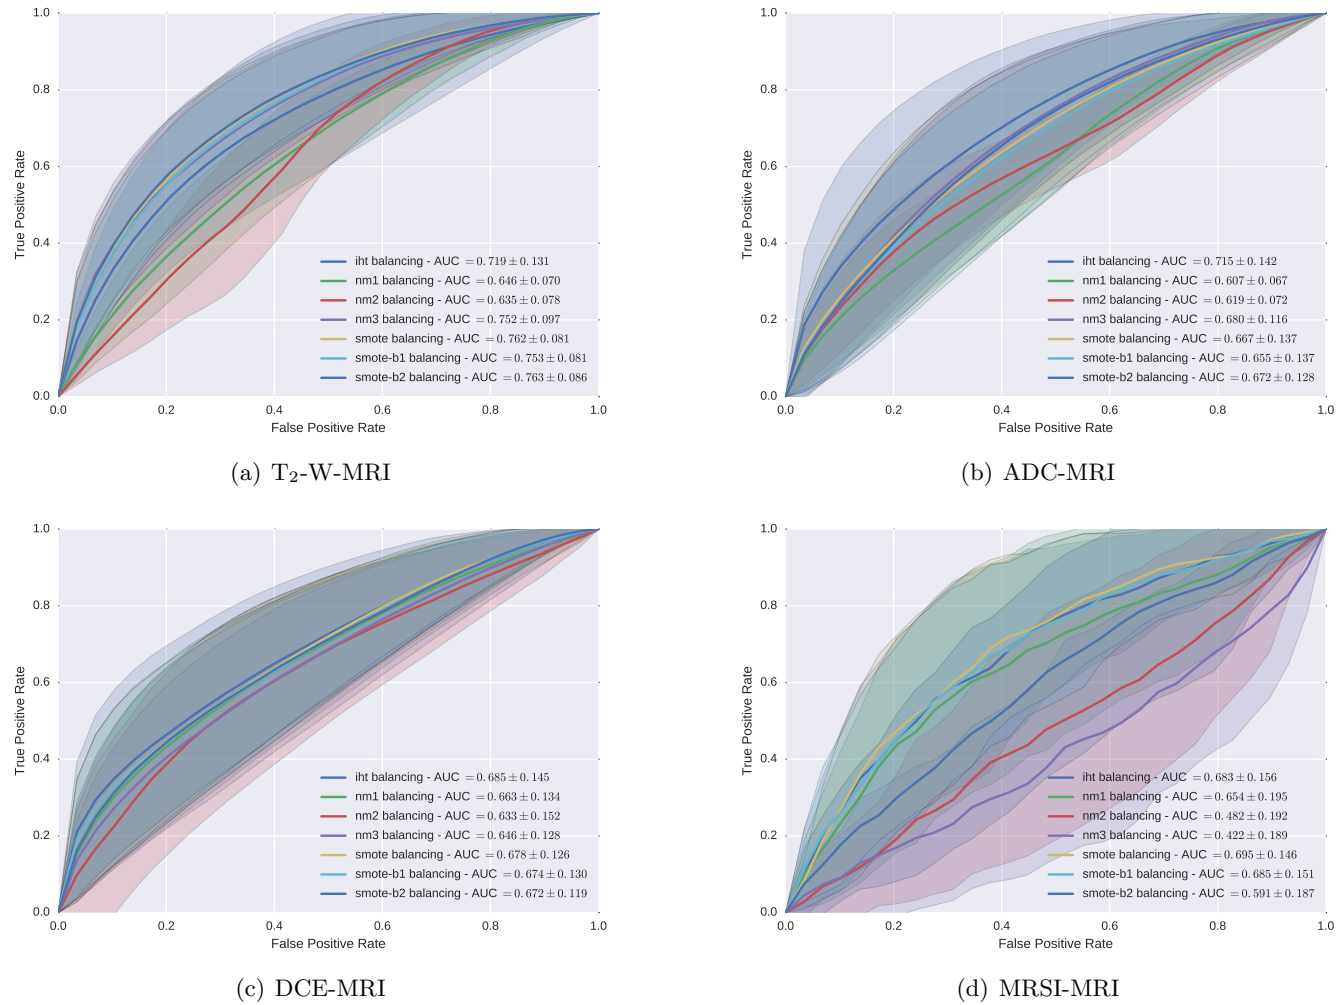 1.0
0.8
0.6
0.4
0.2
0.0
True Positive Rate
iht balancing - AUC = 0.719 ± 0.131
nm1 balancing - AUC = 0.646 ± 0.070
nm2 balancing - AUC = 0.635 ± 0.078
nm3 balancing - AUC = 0.752 ± 0.097
smote balancing - AUC = 0.762 ± 0.081
smote-b1 balancing - AUC = 0.753 ± 0.081
smote-b2 balancing - AUC = 0.763 ± 0.086
0.0 0.2 0.4 0.6 0.8 1.0
False Positive Rate
(a) T₂-W-MRI
1.0
0.8
0.6
0.4
0.2
0.0
True Positive Rate
iht balancing - AUC = 0.715 ± 0.142
nm1 balancing - AUC = 0.607 ± 0.067
nm2 balancing - AUC = 0.619 ± 0.072
nm3 balancing - AUC = 0.680 ± 0.116
smote balancing - AUC = 0.667 ± 0.137
smote-b1 balancing - AUC = 0.655 ± 0.137
smote-b2 balancing - AUC = 0.672 ± 0.128
0.0 0.2 0.4 0.6 0.8 1.0
False Positive Rate
(b) ADC-MRI
1.0
0.8
0.6
0.4
0.2
0.0
True Positive Rate
iht balancing - AUC = 0.685 ± 0.145
nm1 balancing - AUC = 0.663 ± 0.134
nm2 balancing - AUC = 0.633 ± 0.152
nm3 balancing - AUC = 0.646 ± 0.128
smote balancing - AUC = 0.678 ± 0.126
smote-b1 balancing - AUC = 0.674 ± 0.130
smote-b2 balancing - AUC = 0.672 ± 0.119
0.0 0.2 0.4 0.6 0.8 1.0
False Positive Rate
(c) DCE-MRI
1.0
0.8
0.6
0.4
0.2
0.0
True Positive Rate
iht balancing - AUC = 0.683 ± 0.156
nm1 balancing - AUC = 0.654 ± 0.195
nm2 balancing - AUC = 0.482 ± 0.192
nm3 balancing - AUC = 0.422 ± 0.189
smote balancing - AUC = 0.695 ± 0.146
smote-b1 balancing - AUC = 0.685 ± 0.151
smote-b2 balancing - AUC = 0.591 ± 0.187
0.0 0.2 0.4 0.6 0.8 1.0
False Positive Rate
(d) MRSI-MRI